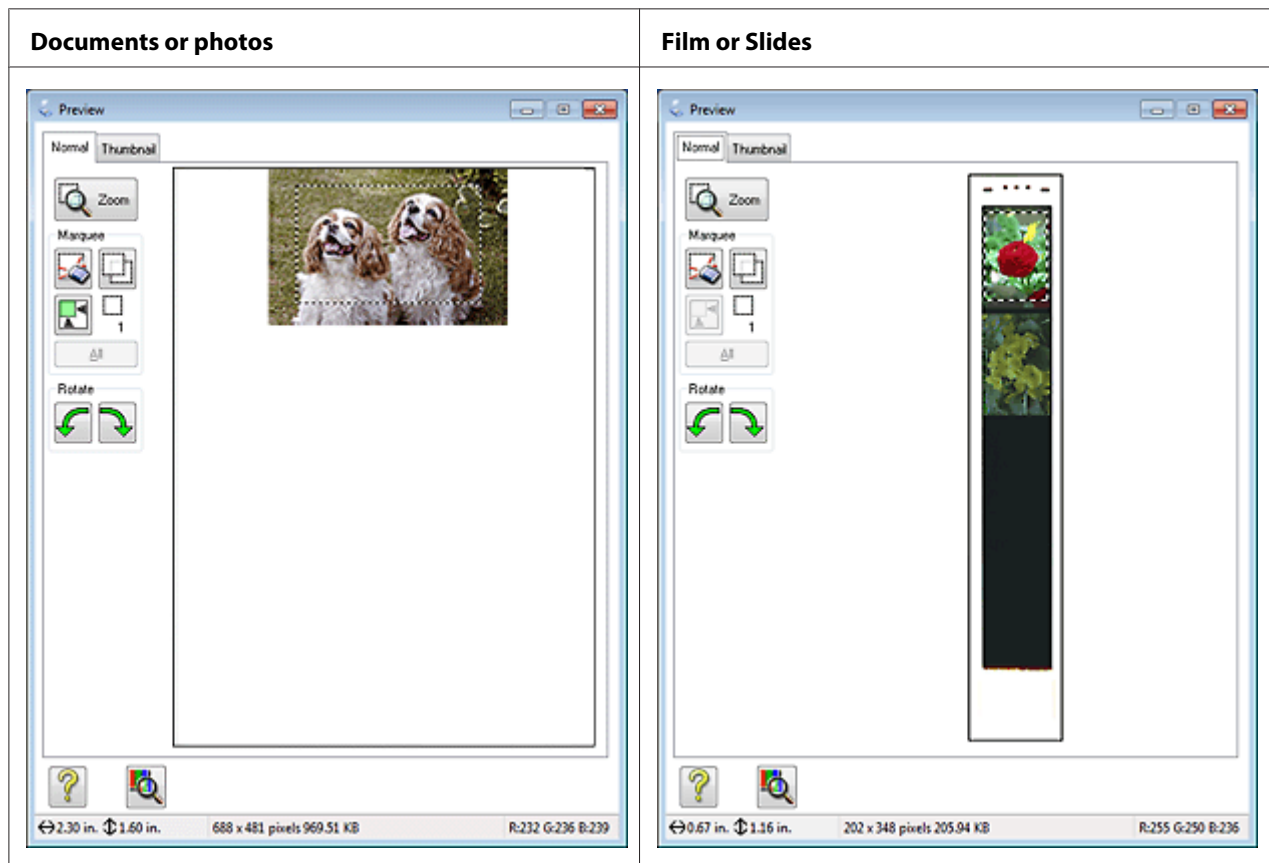 Documents or photos
Film or Slides
Preview
Normal Thumbnail
Zoom
Marquee
1
All
Rotate
2.30 in. 1.60 in. 688 x 481 pixels 969.51 KB R:232 G:236 B:239
Preview
Normal Thumbnail
Zoom
Marquee
1
All
Rotate
0.67 in. 1.16 in. 202 x 348 pixels 205.94 KB R:255 G:250 B:236